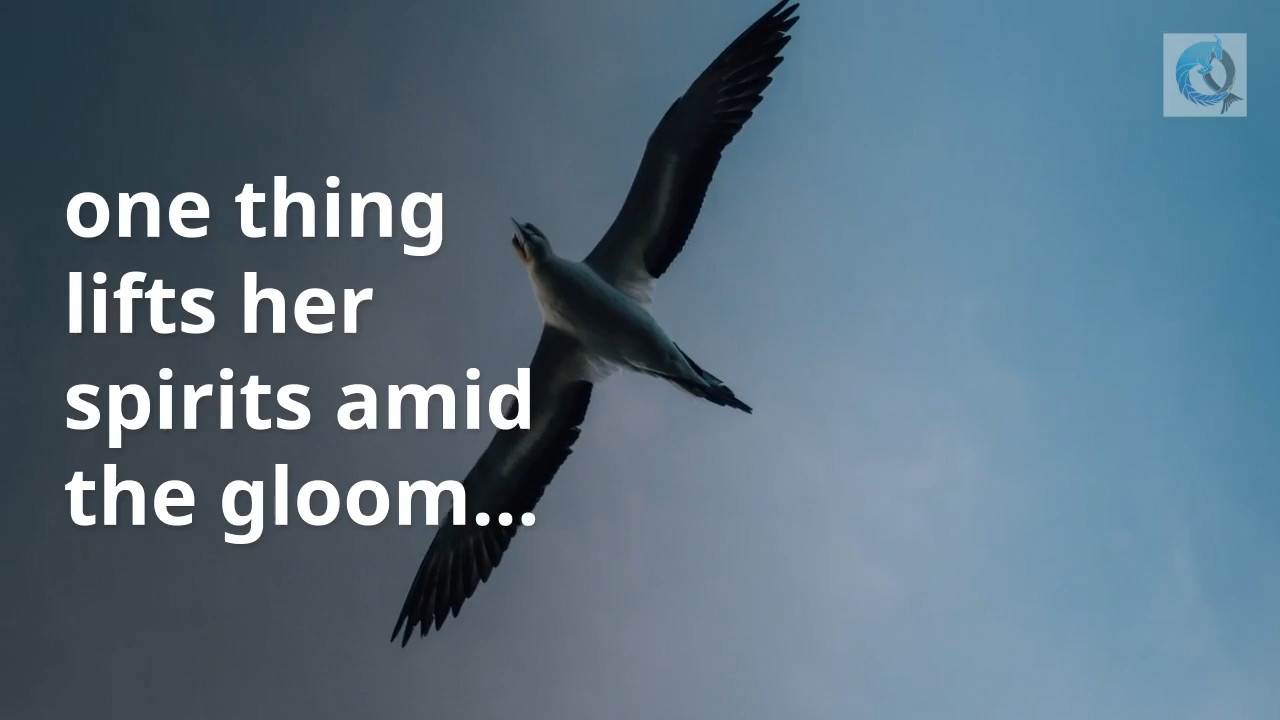 one thing
lifts her
spirits amid
the gloom...